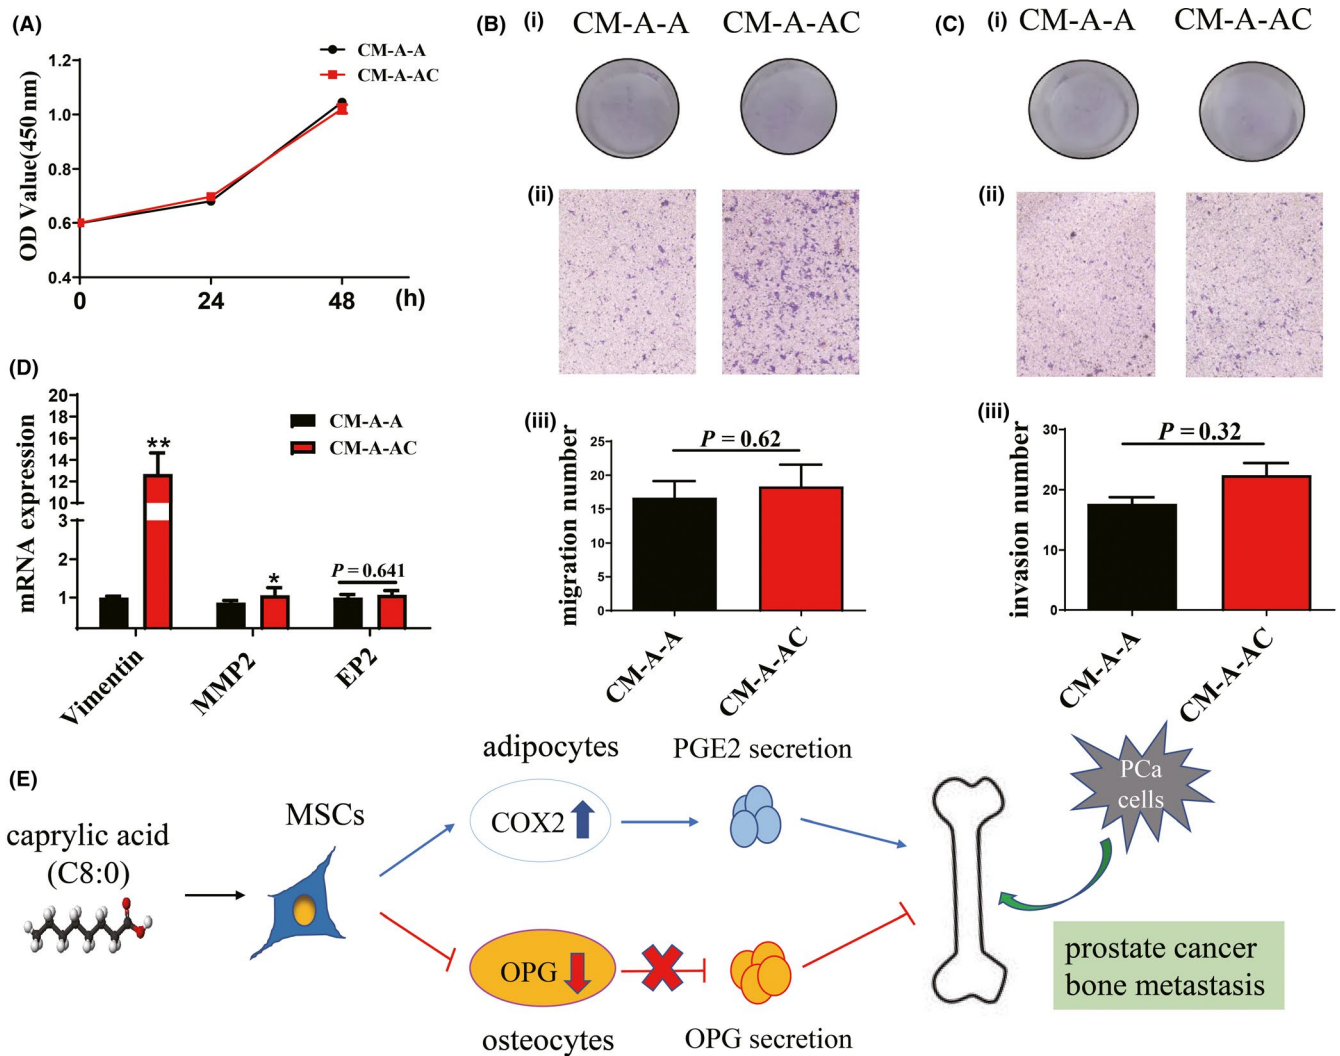 (A)
CM-A-A
CM-A-AC
OD Value(450 nm)
1.2
1.0
0.8
0.6
0.4
0
24
48
(h)
(B)
(i)
CM-A-A
CM-A-AC
(ii)
(iii)
migration number
25
20
15
10
5
0
P = 0.62
CM-A-A
CM-A-AC
(C)
(i)
CM-A-A
CM-A-AC
(ii)
(iii)
invasion number
30
20
10
0
P = 0.32
CM-A-A
CM-A-AC
(D)
mRNA expression
20
18
16
14
12
10
3
2
1
**
*
P = 0.641
CM-A-A
CM-A-AC
Vimentin
MMP2
EP2
(E)
caprylic acid
(C8:0)
MSCs
adipocytes
COX2
PGE2 secretion
OPG
osteocytes
OPG secretion
PCa
cells
prostate cancer
bone metastasis